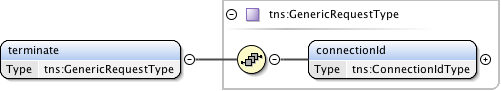 tns:GenericRequestType
terminate
Type tns:GenericRequestType
connectionId
Type tns:ConnectionIdType